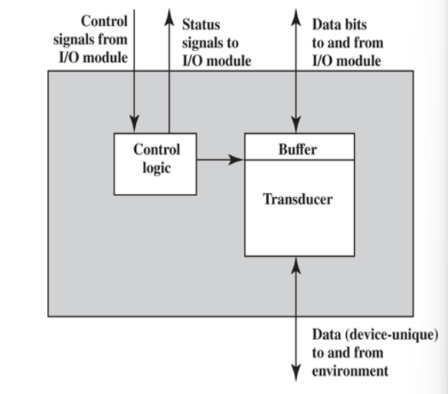 Control
signals from
I/O module
Status
signals to
I/O module
Data bits
to and from
I/O module
Control
logic
Buffer
Transducer
Data (device-unique)
to and from
environment